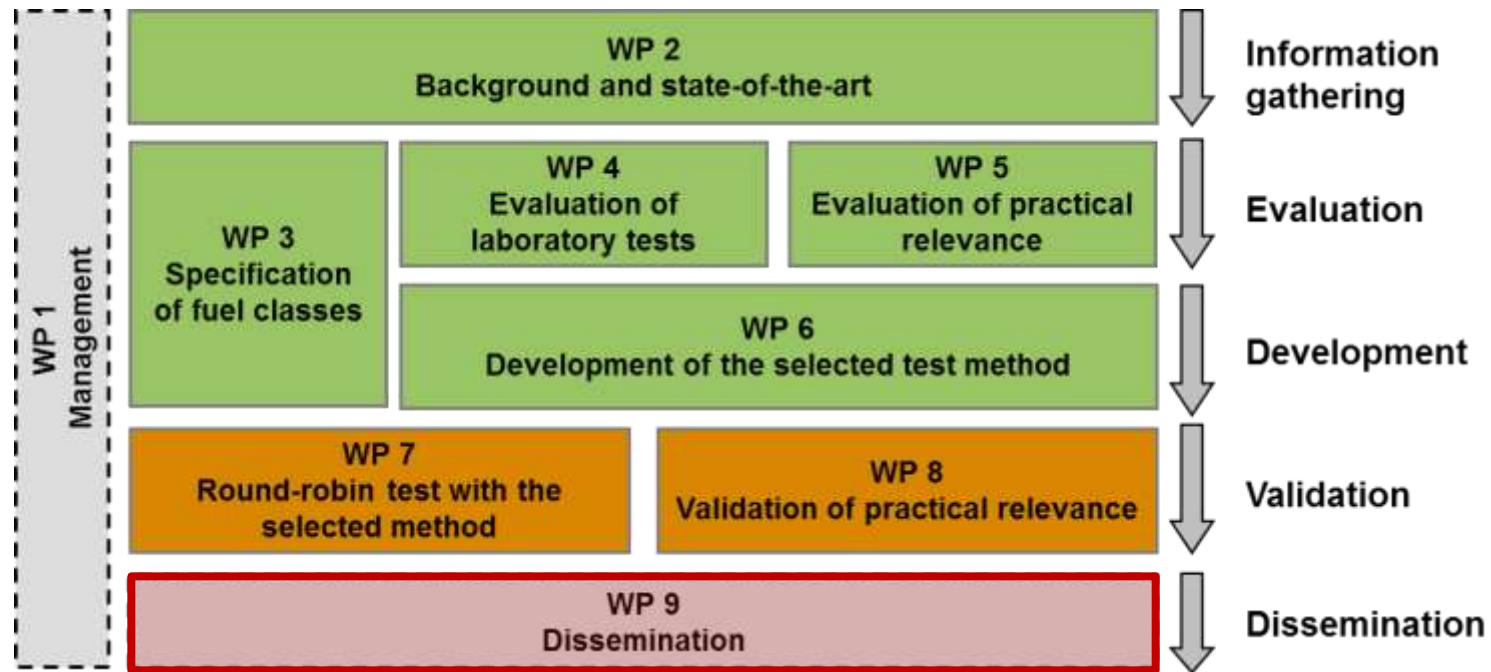 WP 1
Management
WP 2
Background and state-of-the-art
Information
gathering
WP 3
Specification
of fuel classes
WP 4
Evaluation of
laboratory tests
WP 5
Evaluation of practical
relevance
Evaluation
WP 6
Development of the selected test method
Development
WP 7
Round-robin test with the
selected method
WP 8
Validation of practical relevance
Validation
WP 9
Dissemination
Dissemination